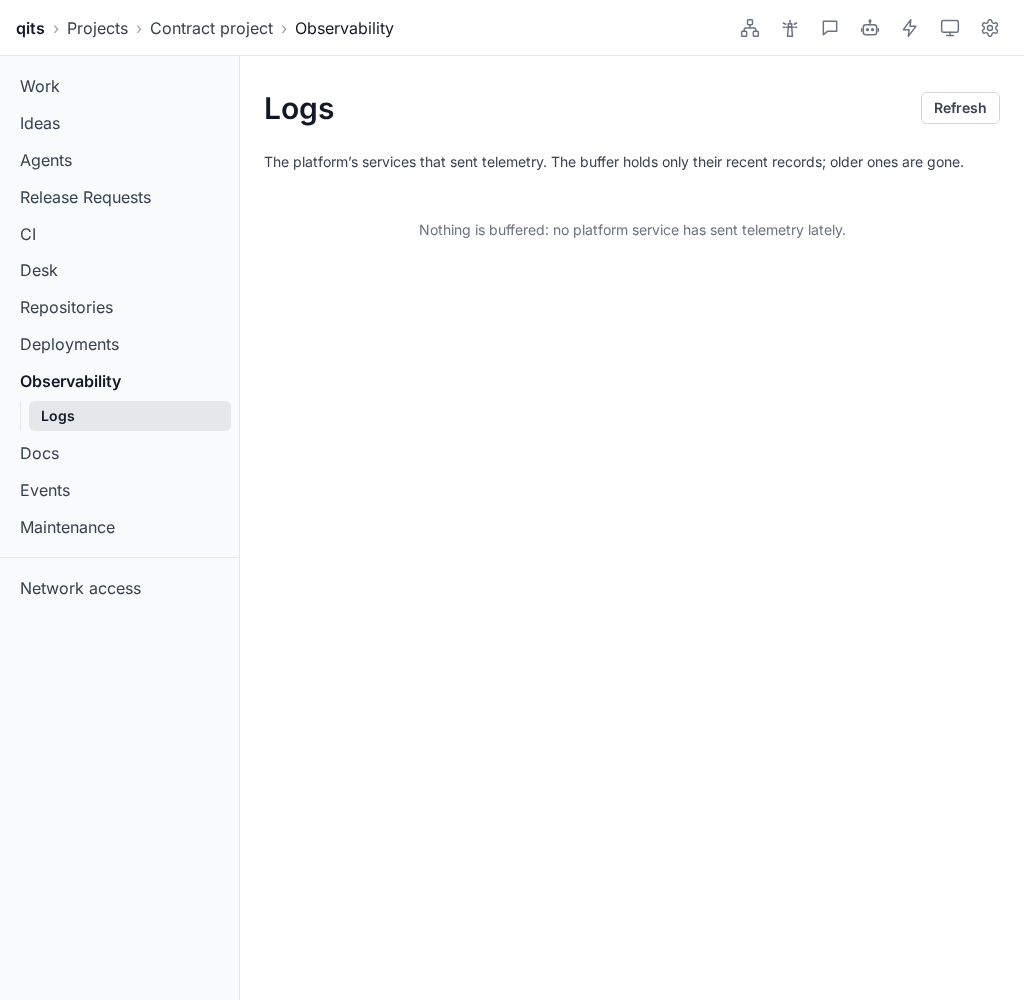 qits › Projects › Contract project › Observability
Work
Ideas
Agents
Release Requests
CI
Desk
Repositories
Deployments
Observability
Logs
Docs
Events
Maintenance
Network access
Logs
Refresh
The platform’s services that sent telemetry. The buffer holds only their recent records; older ones are gone.
Nothing is buffered: no platform service has sent telemetry lately.